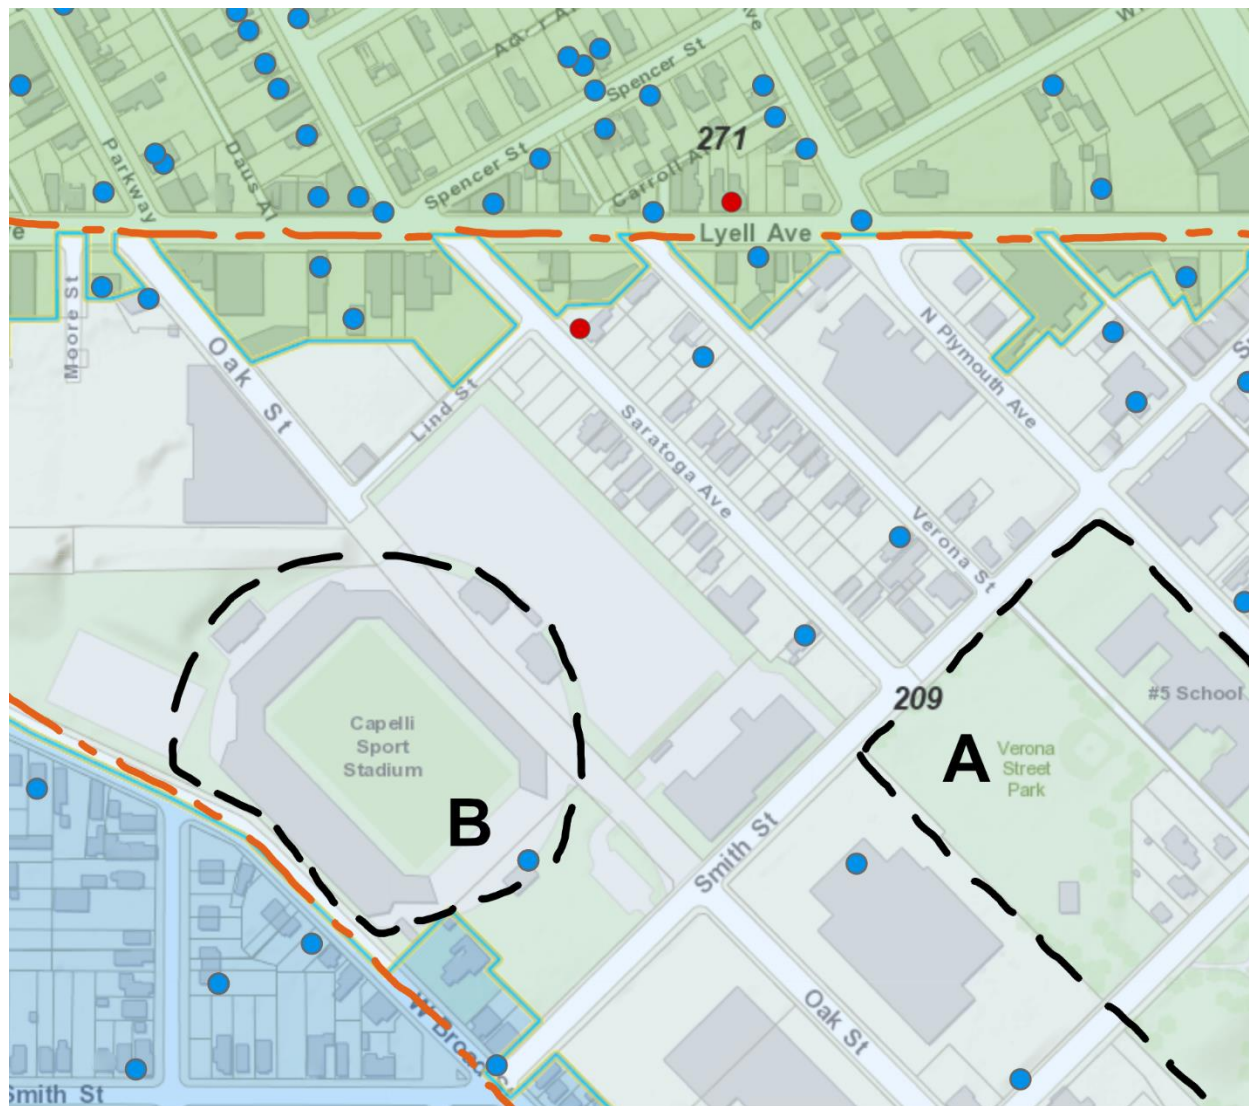 Spencer St
271
Parkway
Daus Al
Spencer St
Carroll A
Lyell Ave
Moore St
Oak St
Lind St
N Plymouth Ave
Saratoga Ave
Verona St
209
#5 School
A
Verona
Street
Park
Capelli
Sport
Stadium
B
Smith St
Oak St
W Broad St
Smith St